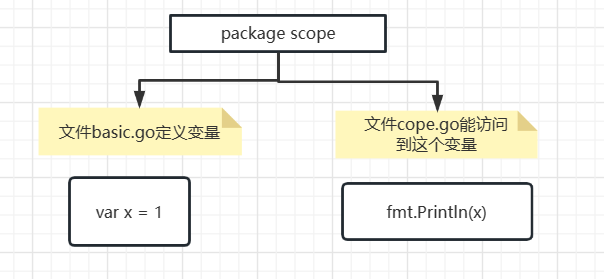 package scope
文件basic.go定义变量
文件cope.go能访问
到这个变量
var x = 1
fmt.Println(x)